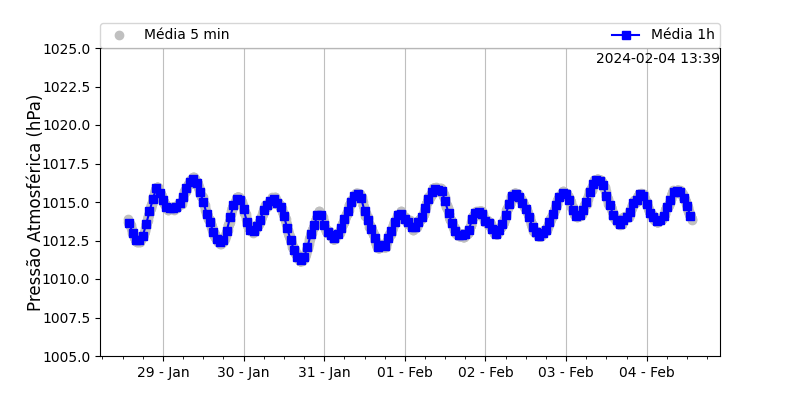 Média 5 min
Média 1h
2024-02-04 13:39
Pressão Atmosférica (hPa)
1025.0
1022.5
1020.0
1017.5
1015.0
1012.5
1010.0
1007.5
1005.0
29 - Jan
30 - Jan
31 - Jan
01 - Feb
02 - Feb
03 - Feb
04 - Feb